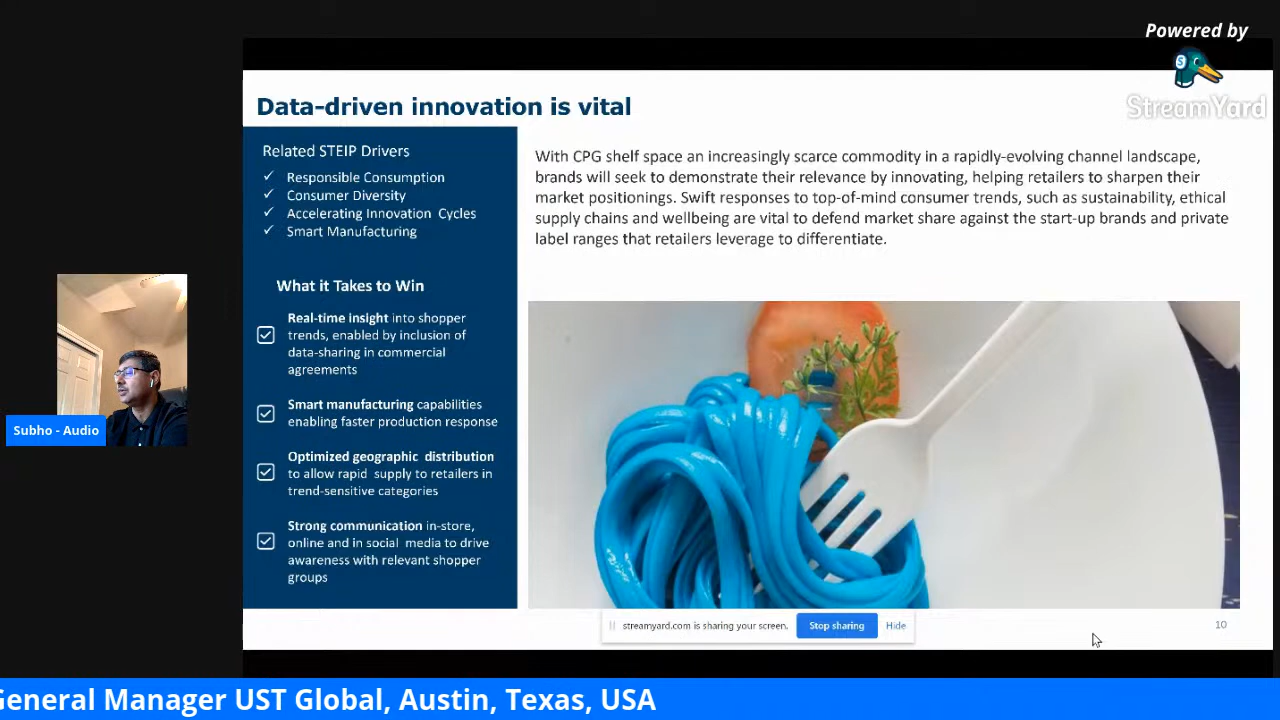 Powered by
StreamYard
Data-driven innovation is vital
Related STEIP Drivers
✓ Responsible Consumption
✓ Consumer Diversity
✓ Accelerating Innovation Cycles
✓ Smart Manufacturing
What it Takes to Win
Real-time insight into shopper
trends, enabled by inclusion of
data-sharing in commercial
agreements
Smart manufacturing capabilities
enabling faster production response
Optimized geographic distribution
to allow rapid supply to retailers in
trend-sensitive categories
Strong communication in-store,
online and in social media to drive
awareness with relevant shopper
groups
With CPG shelf space an increasingly scarce commodity in a rapidly-evolving channel landscape,
brands will seek to demonstrate their relevance by innovating, helping retailers to sharpen their
market positionings. Swift responses to top-of-mind consumer trends, such as sustainability, ethical
supply chains and wellbeing are vital to defend market share against the start-up brands and private
label ranges that retailers leverage to differentiate.
Subho - Audio
streamyard.com is sharing your screen.
Stop sharing
Hide
10
General Manager UST Global, Austin, Texas, USA